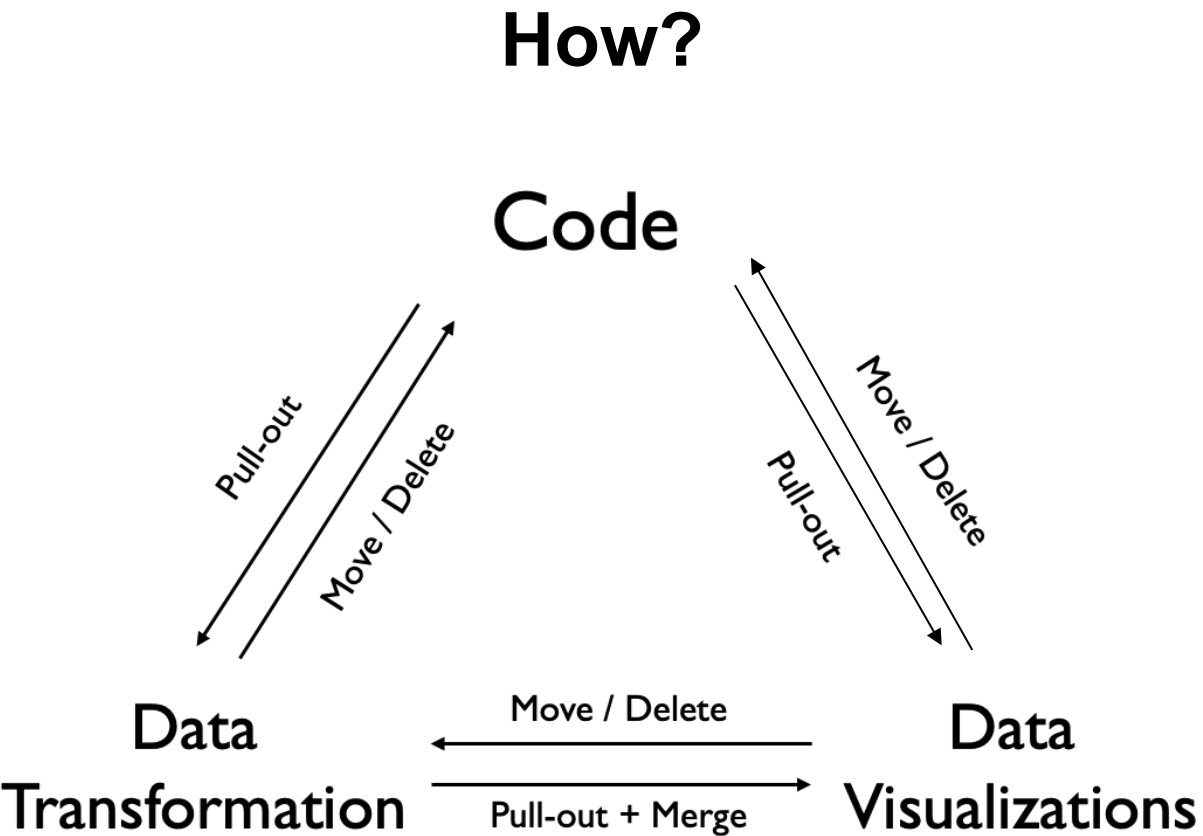 How?
Code
Pull-out
Move / Delete
Pull-out
Move / Delete
Move / Delete
Data
Transformation
Data
Visualizations
Pull-out + Merge